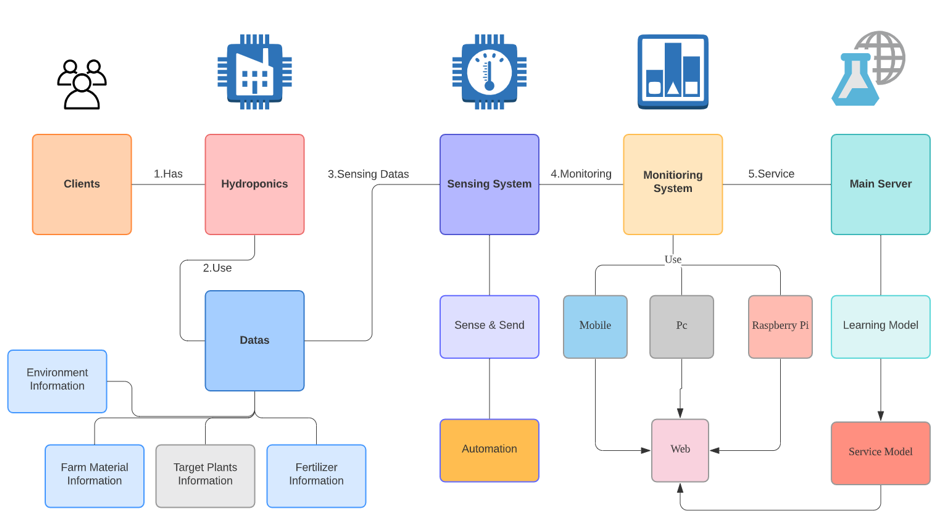 Clients
1.Has
Hydroponics
3.Sensing Datas
Sensing System
4.Monitoring
Monitioring
System
5.Service
Main Server
2.Use
Use
Datas
Sense & Send
Mobile
Pc
Raspberry Pi
Learning Model
Environment
Information
Automation
Web
Service Model
Farm Material
Information
Target Plants
Information
Fertilizer
Information